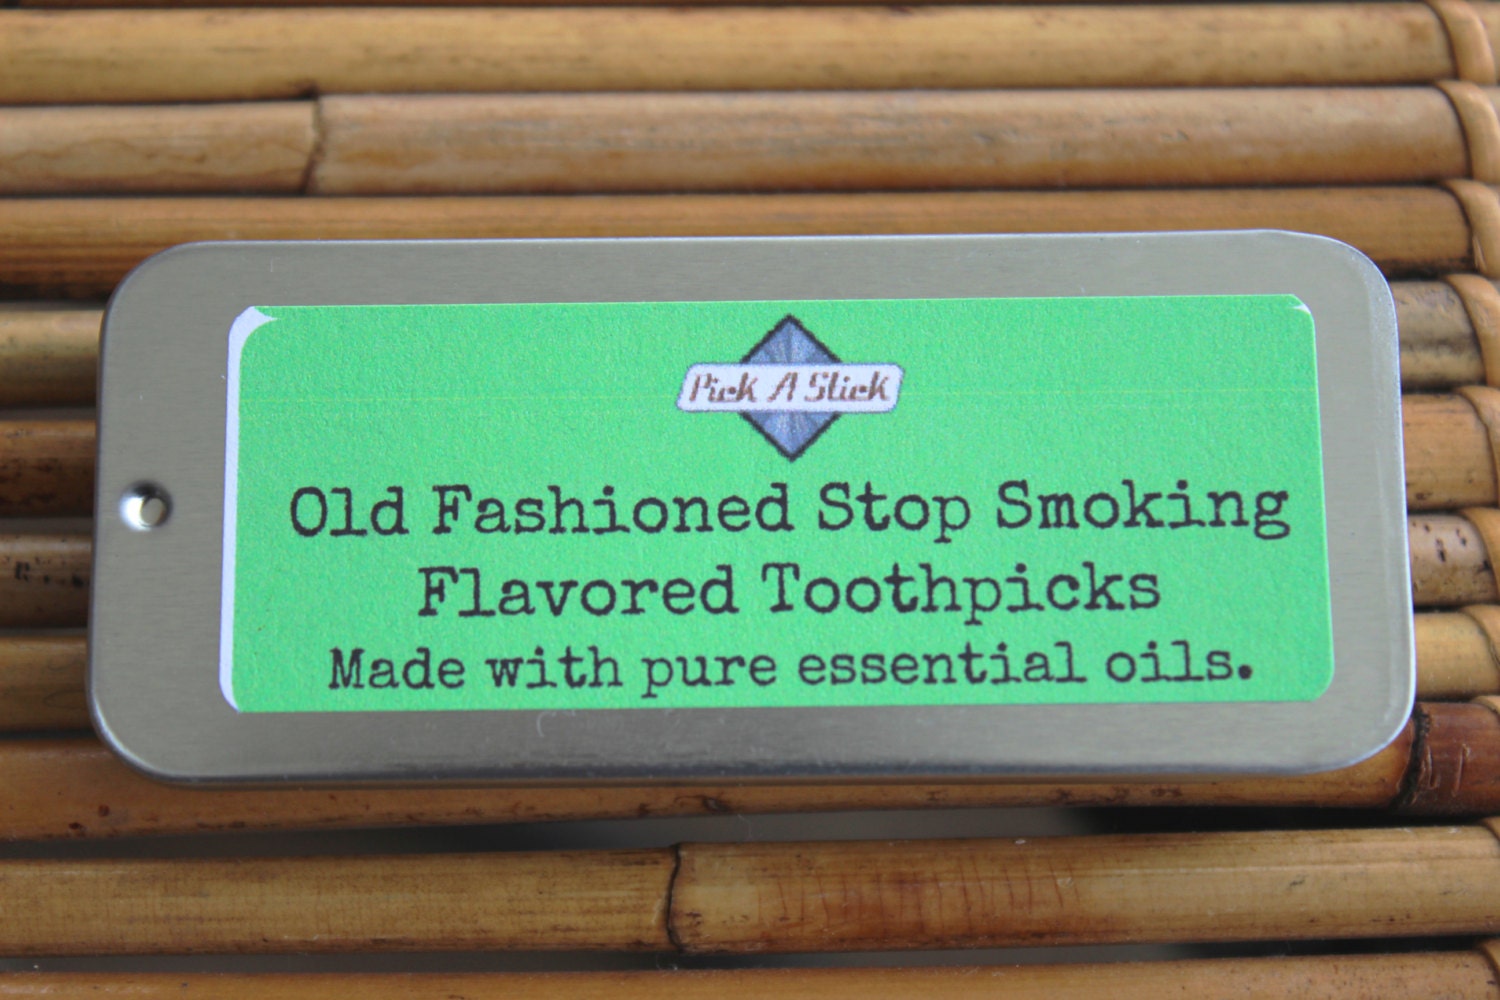 Pick A Stick
Old Fashioned Stop Smoking
Flavored Toothpicks
Made with pure essential oils.